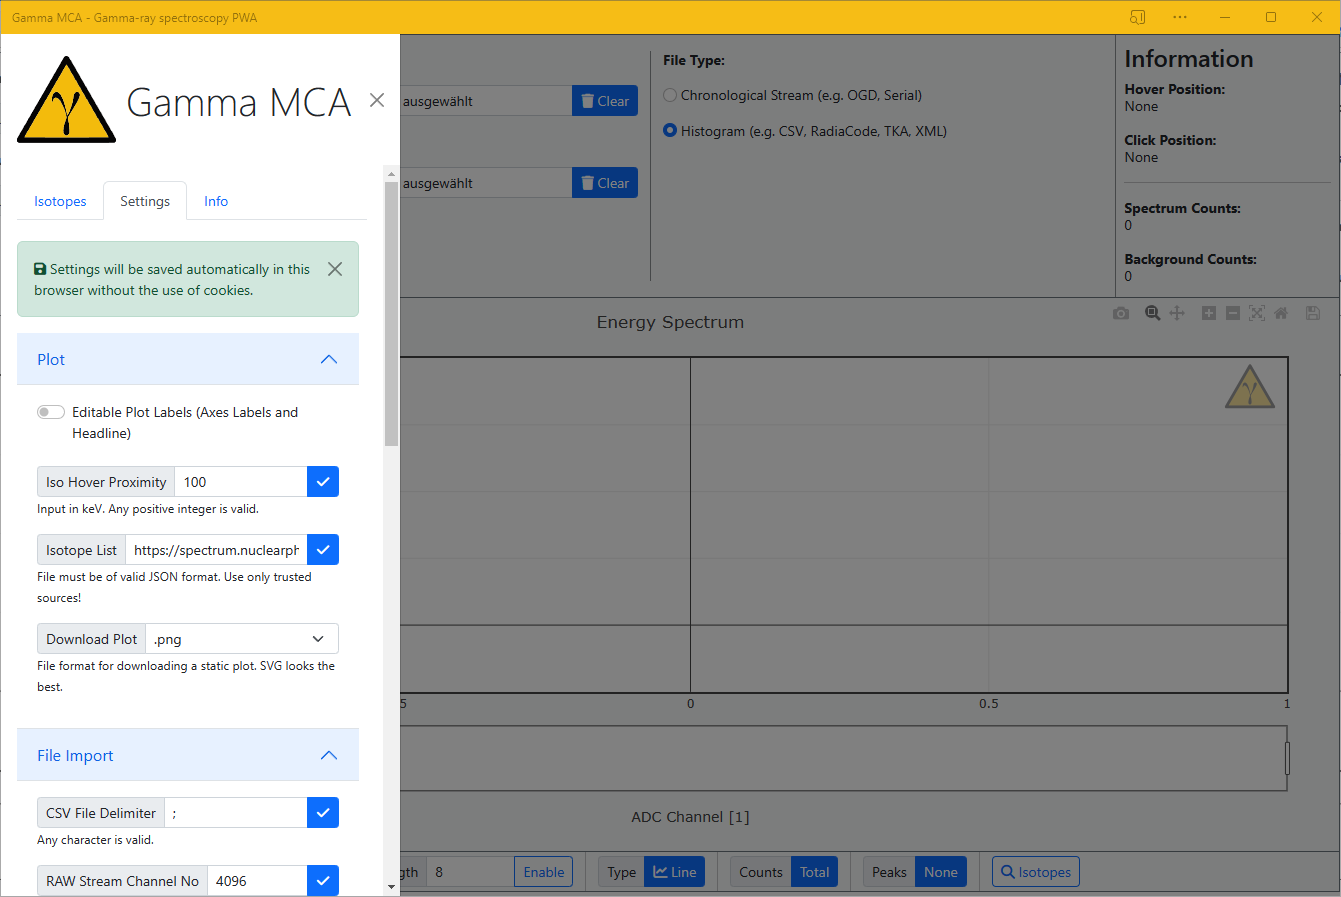 Gamma MCA - Gamma-ray spectroscopy PWA
γ
Gamma MCA
Isotopes
Settings
Info
Settings will be saved automatically in this
browser without the use of cookies.
Plot
Editable Plot Labels (Axes Labels and
Headline)
Iso Hover Proximity 100
Input in keV. Any positive integer is valid.
Isotope List https://spectrum.nuclearph
File must be of valid JSON format. Use only trusted
sources!
Download Plot .png
File format for downloading a static plot. SVG looks the
best.
File Import
CSV File Delimiter ;
Any character is valid.
RAW Stream Channel No 4096
ausgewählt Clear
ausgewählt Clear
File Type:
Chronological Stream (e.g. OGD, Serial)
Histogram (e.g. CSV, RadiaCode, TKA, XML)
Information
Hover Position:
None
Click Position:
None
Spectrum Counts:
0
Background Counts:
0
Energy Spectrum
γ
5 0 0.5 1
ADC Channel [1]
gth 8 Enable Type Line Counts Total Peaks None Isotopes